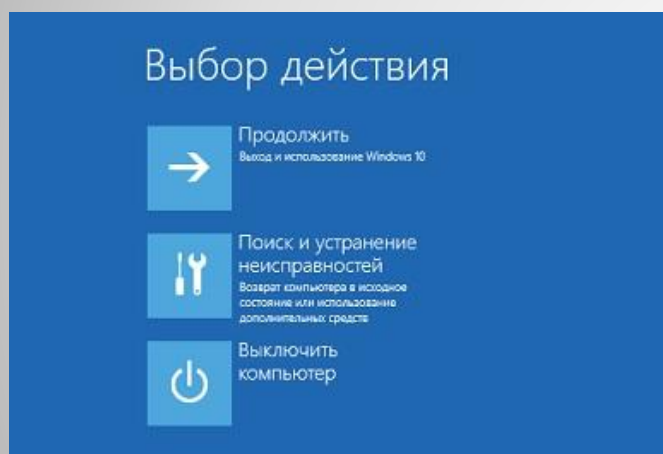 Выбор действия
Продолжить
Выход и использование Windows 10
Поиск и устранение
неисправностей
Возврат компьютера в исходное
состояние или использование
дополнительных средств
Выключить
компьютер